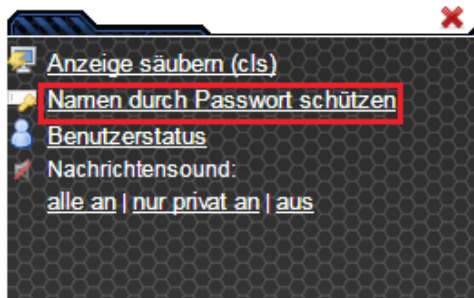 Anzeige säubern (cls)
Namen durch Passwort schützen
Benutzerstatus
Nachrichtensound:
alle an | nur privat an | aus